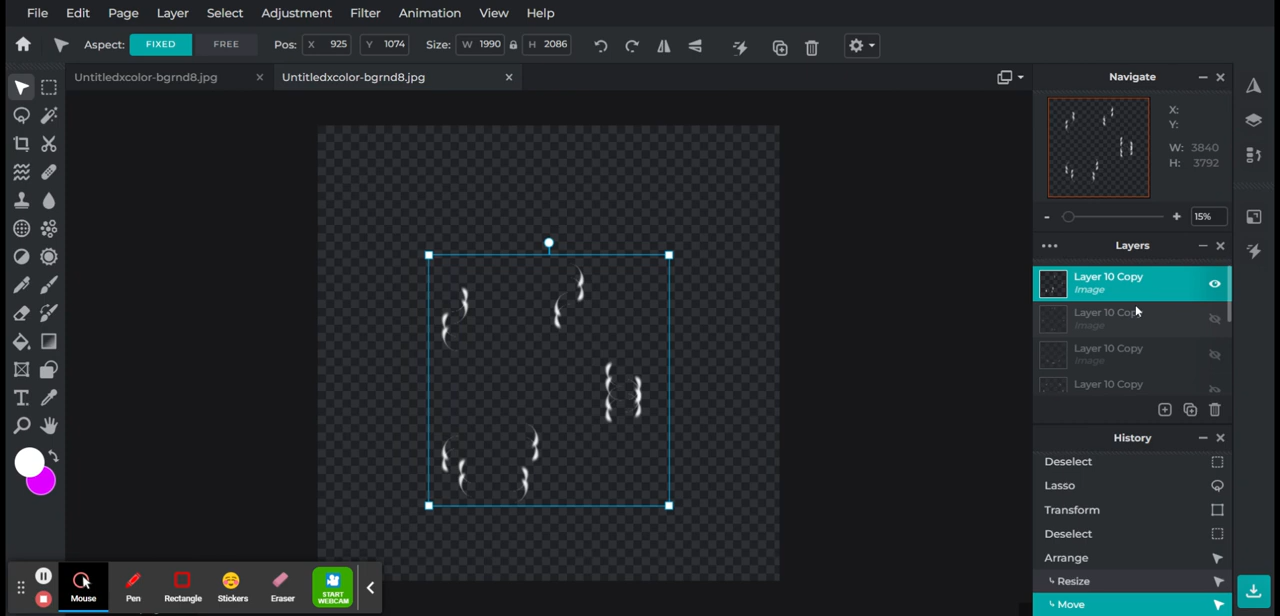 File Edit Page Layer Select Adjustment Filter Animation View Help
Aspect: FIXED FREE Pos: X 925 Y 1074 Size: W 1990 H 2086
Untitledxcolor-bgrnd8.jpg × Untitledxcolor-bgrnd8.jpg ×
Navigate
X:
Y:
W: 3840
H: 3792
- + 15%
Layers
Layer 10 Copy
Image
Layer 10 Copy
Image
Layer 10 Copy
Image
Layer 10 Copy
History
Deselect
Lasso
Transform
Deselect
Arrange
Resize
Move
Mouse Pen Rectangle Stickers Eraser START WEBCAM